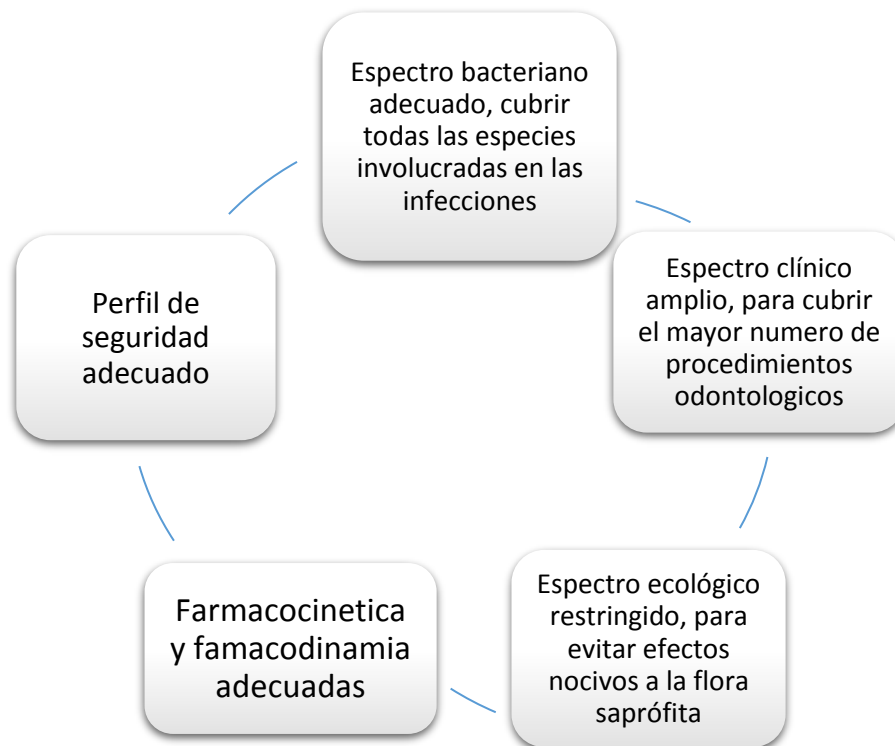 Espectro bacteriano
adecuado, cubrir
todas las especies
involucradas en las
infecciones
Espectro clínico
amplio, para cubrir
el mayor numero de
procedimientos
odontologicos
Espectro ecológico
restringido, para
evitar efectos
nocivos a la flora
saprófita
Farmacocinetica
y famacodinamia
adecuadas
Perfil de
seguridad
adecuado